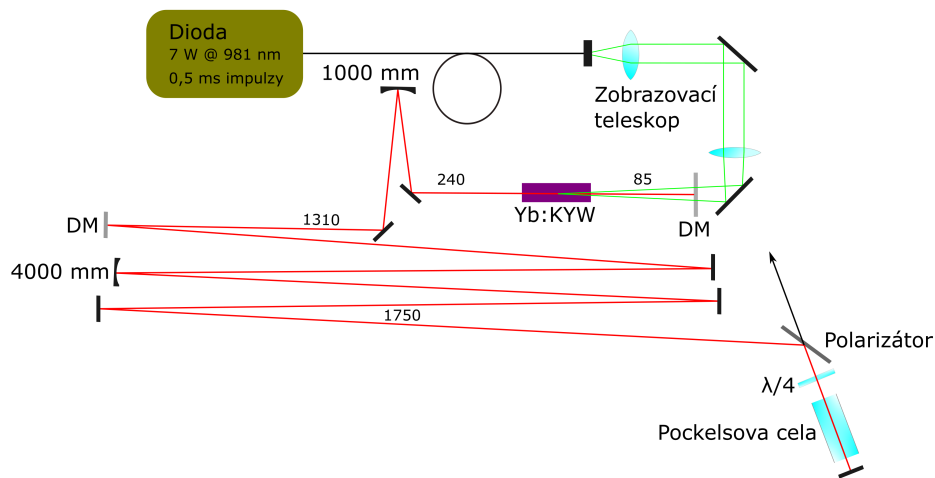 Dioda
7 W @ 981 nm
0,5 ms impulzy
1000 mm
Zobrazovací
teleskop
240
85
Yb:KYW
DM
DM
1310
4000 mm
1750
Polarizátor
λ/4
Pockelsova cela